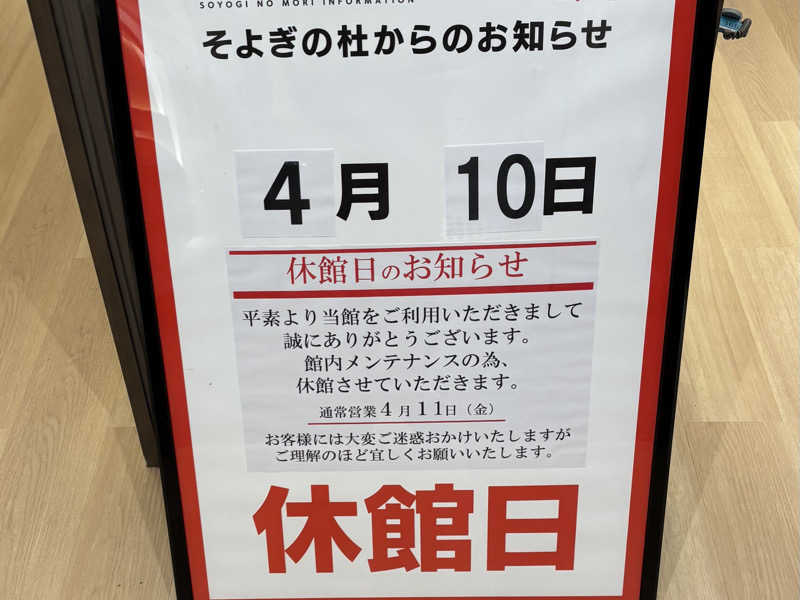 SOYOGI NO MORI INFORMATION
そよぎの杜からのお知らせ
4月 10日
休館日のお知らせ
平素より当館をご利用いただきまして
誠にありがとうございます。
館内メンテナンスの為、
休館させていただきます。
通常営業4月11日（金）
お客様には大変ご迷惑おかけいたしますが
ご理解のほど宜しくお願いいたします。
休館日